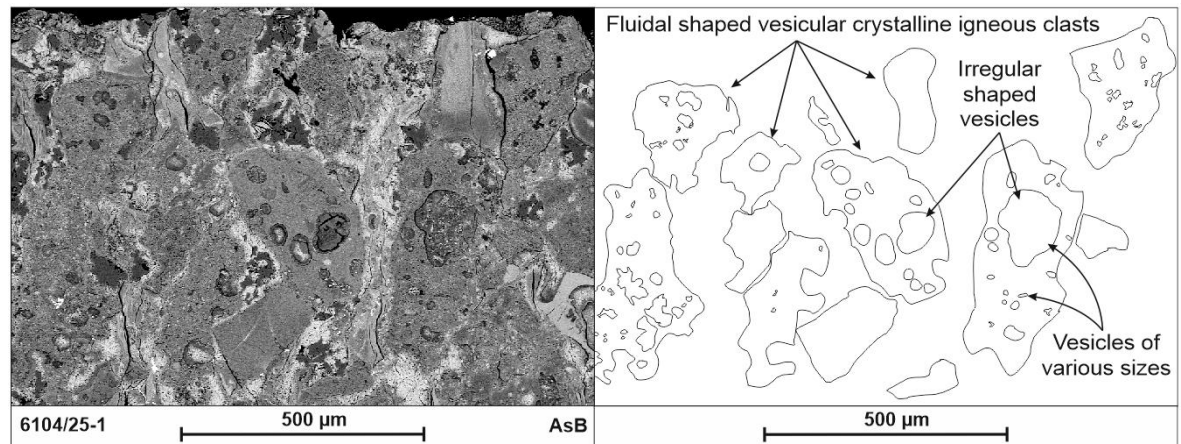 Fluidal shaped vesicular crystalline igneous clasts
Irregular
shaped
vesicles
Vesicles of
various sizes
6104/25-1
500 µm
AsB
500 µm